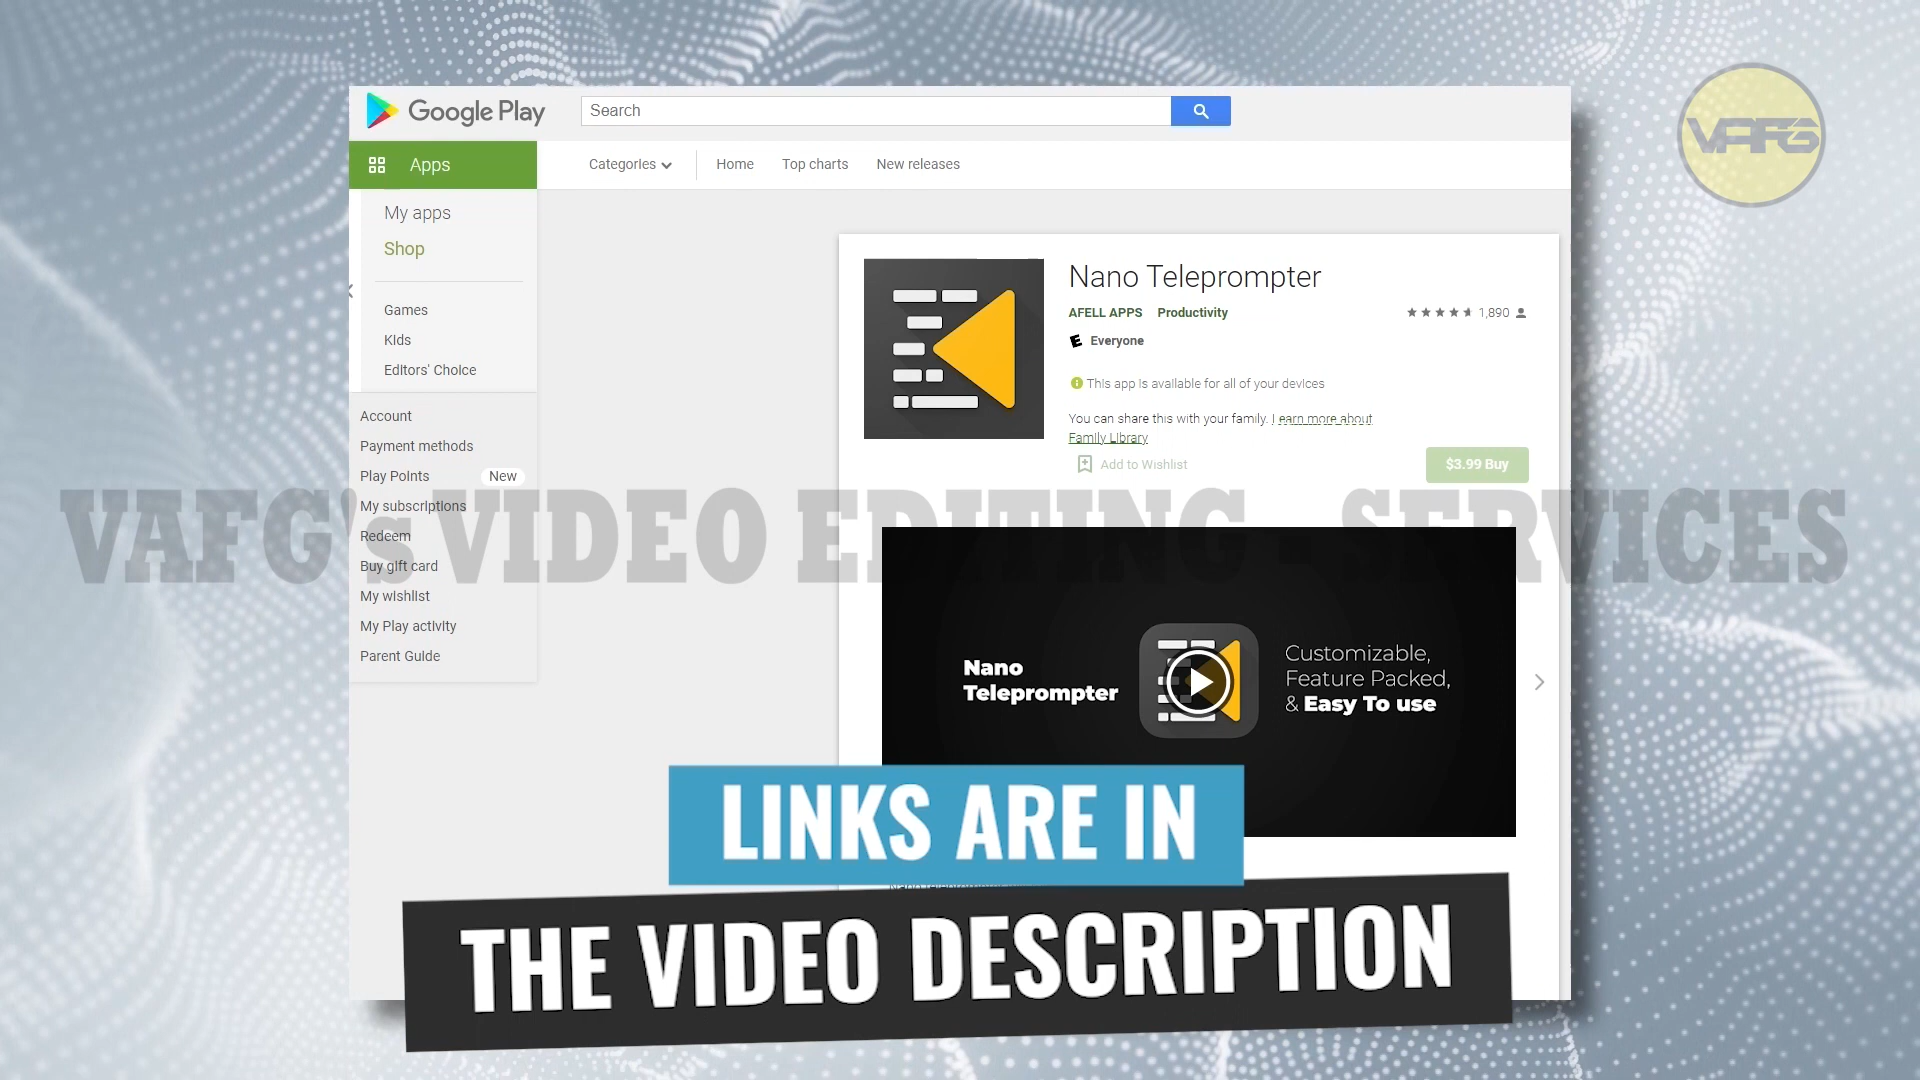 Google Play
Search
VAFG
Apps
Categories
Home
Top charts
New releases
My apps
Shop
Games
Kids
Editors' Choice
Account
Payment methods
Play Points
New
My subscriptions
Redeem
Buy gift card
My wishlist
My Play activity
Parent Guide
Nano Teleprompter
AFELL APPS Productivity
1,890
E Everyone
This app is available for all of your devices
You can share this with your family. Learn more about
Family Library
Add to Wishlist
$3.99 Buy
VAFG's VIDEO EDITING - SERVICES
Nano
Teleprompter
Customizable,
Feature Packed,
& Easy To use
LINKS ARE IN
THE VIDEO DESCRIPTION